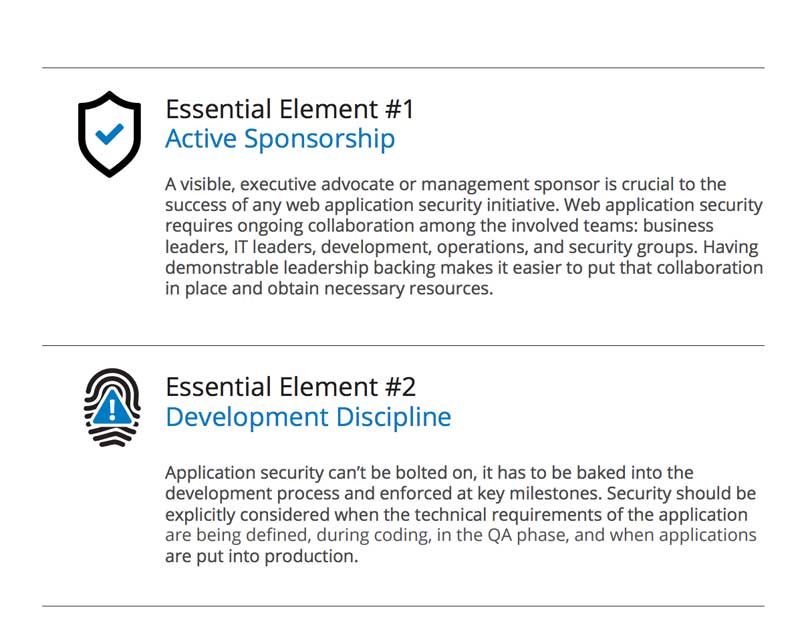 Essential Element #1
Active Sponsorship
A visible, executive advocate or management sponsor is crucial to the
success of any web application security initiative. Web application security
requires ongoing collaboration among the involved teams: business
leaders, IT leaders, development, operations, and security groups. Having
demonstrable leadership backing makes it easier to put that collaboration
in place and obtain necessary resources.
Essential Element #2
Development Discipline
Application security can’t be bolted on, it has to be baked into the
development process and enforced at key milestones. Security should be
explicitly considered when the technical requirements of the application
are being defined, during coding, in the QA phase, and when applications
are put into production.